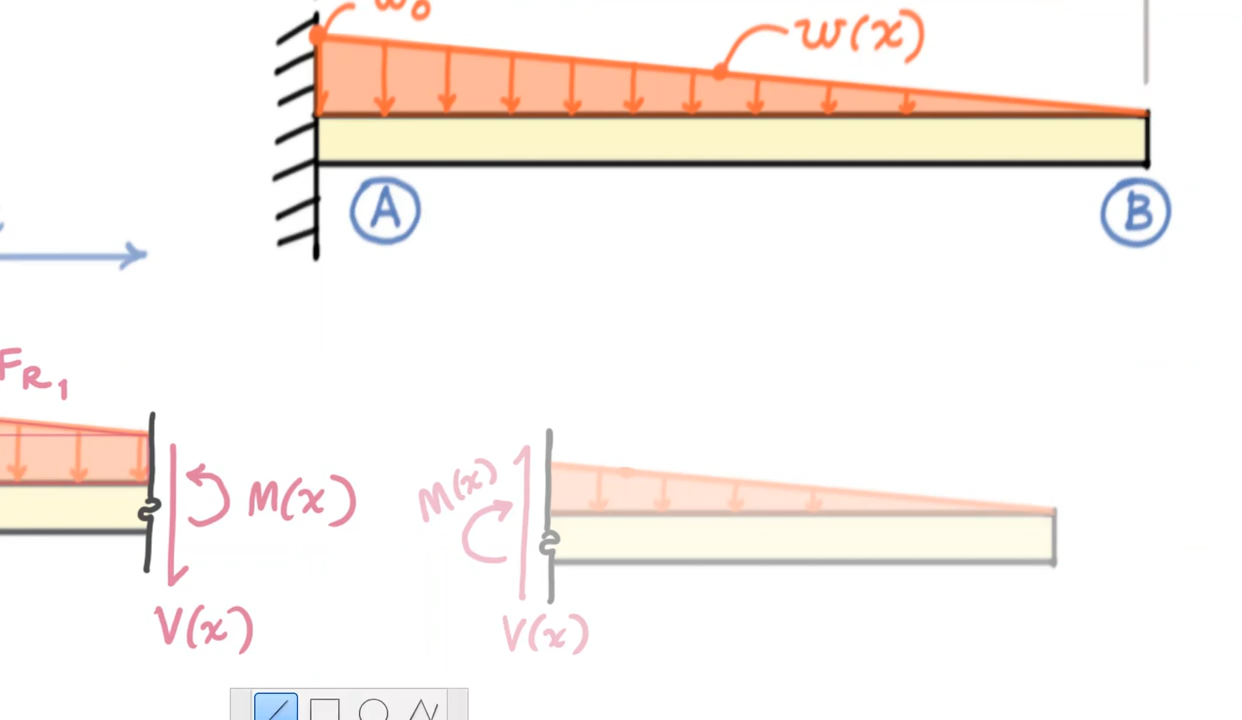 w₀
w(x)
A
B
F_R₁
M(x)
M(x)
V(x)
V(x)